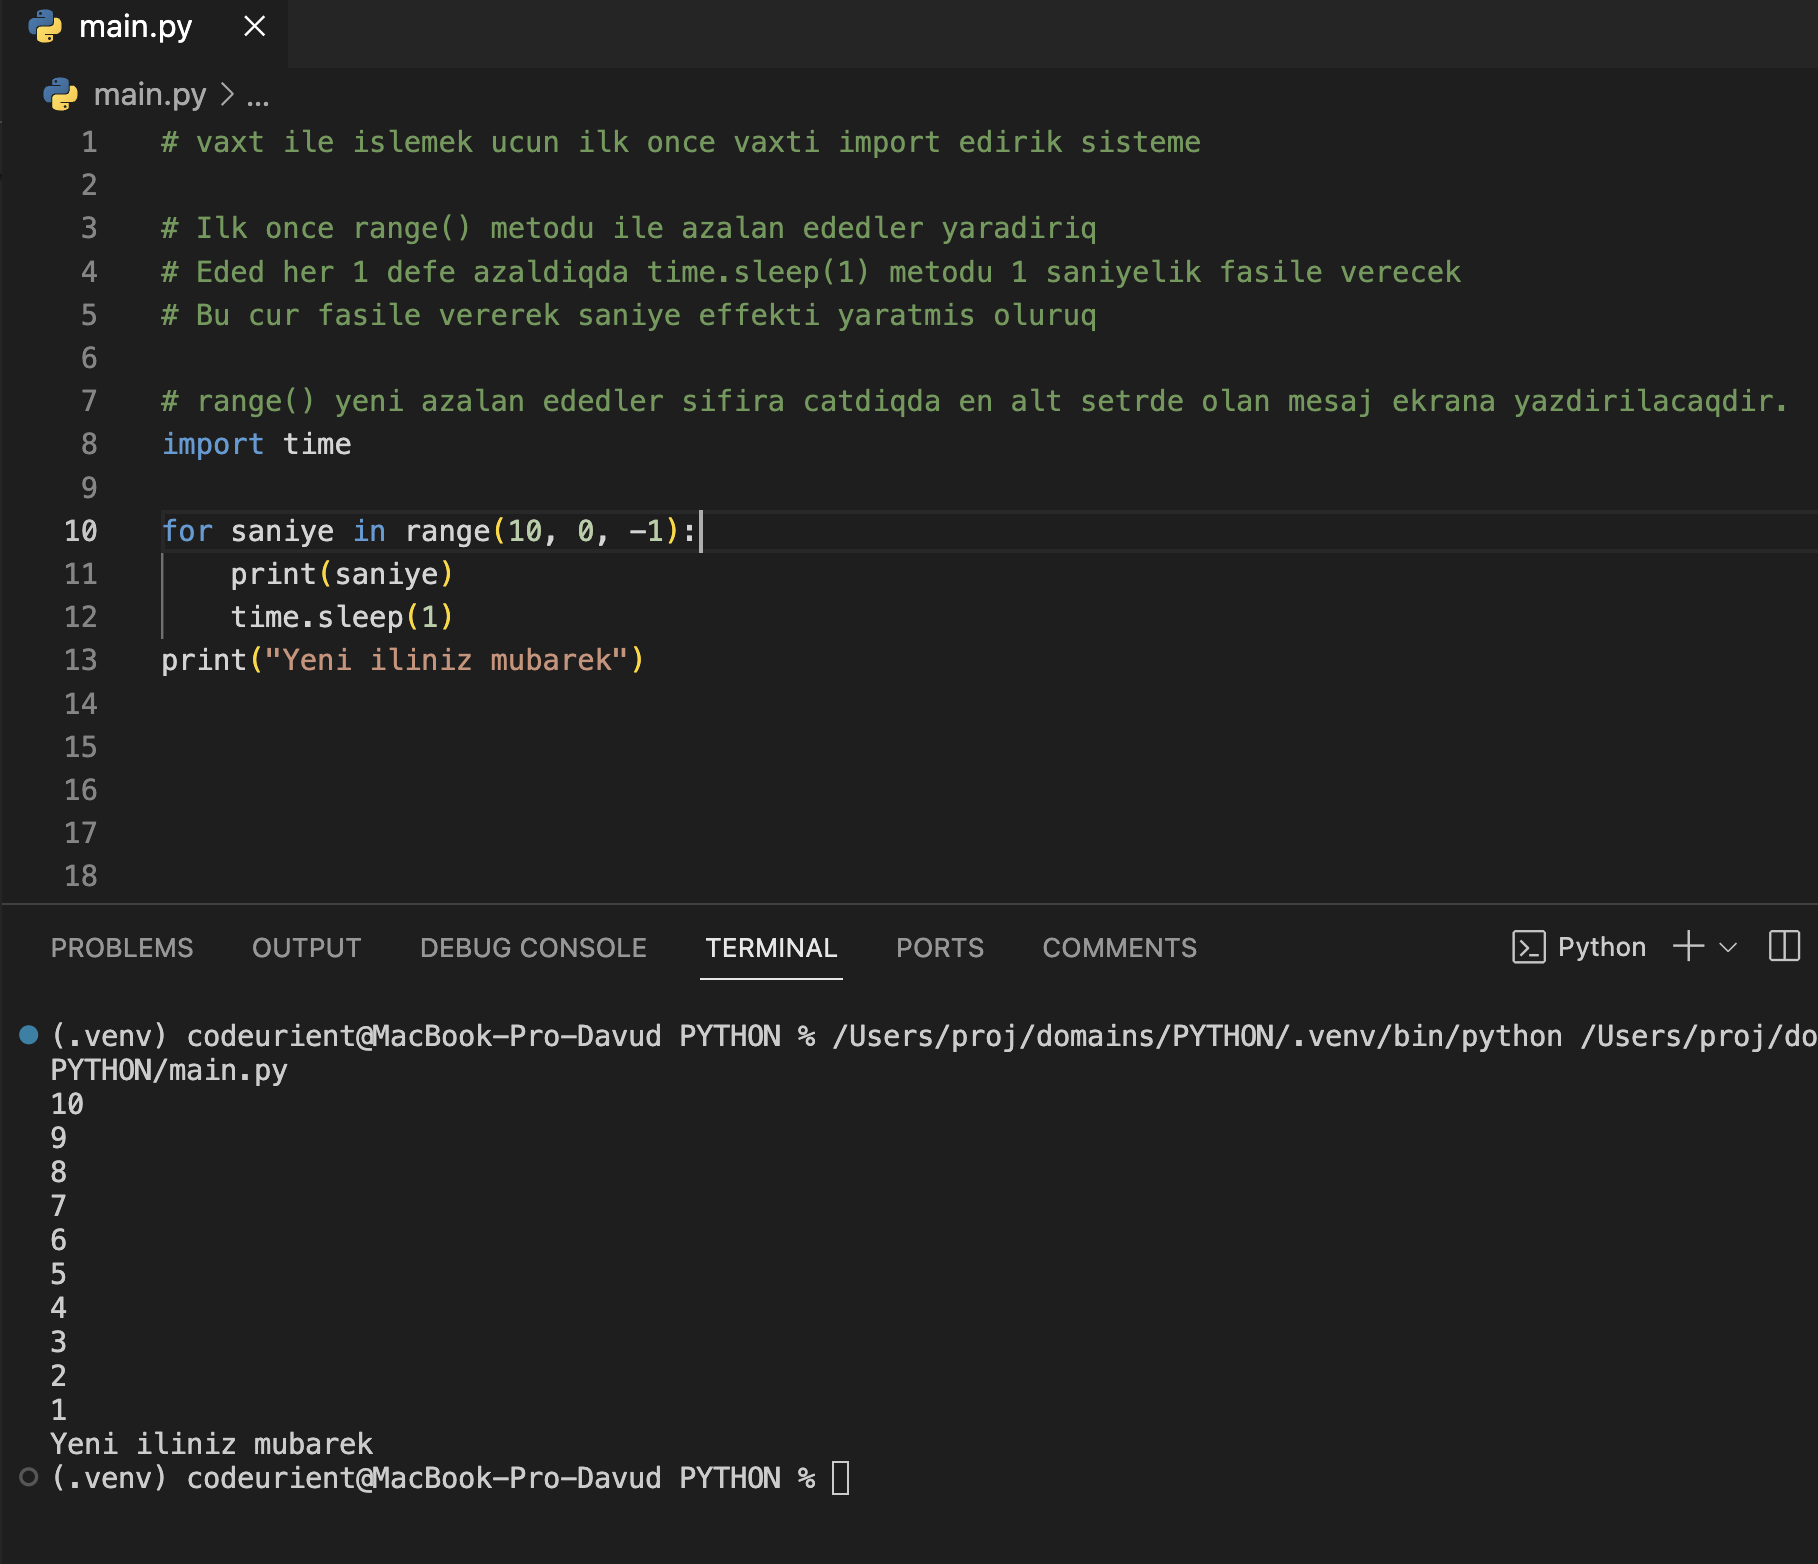 main.py
main.py > ...
1 # vaxt ile islemek ucun ilk once vaxti import edirik sisteme
2
3 # Ilk once range() metodu ile azalan ededler yaradiriq
4 # Eded her 1 defe azaldiqda time.sleep(1) metodu 1 saniyelik fasile verecek
5 # Bu cur fasile vererek saniye effekti yaratmis oluruq
6
7 # range() yeni azalan ededler sifira catdiqda en alt setrde olan mesaj ekrana yazdirilacaqdir.
8 import time
9
10 for saniye in range(10, 0, -1):
11     print(saniye)
12     time.sleep(1)
13 print("Yeni iliniz mubarek")
14
15
16
17
18
PROBLEMS OUTPUT DEBUG CONSOLE TERMINAL PORTS COMMENTS Python
(.venv) codeurient@MacBook-Pro-Davud PYTHON % /Users/proj/domains/PYTHON/.venv/bin/python /Users/proj/do
PYTHON/main.py
10
9
8
7
6
5
4
3
2
1
Yeni iliniz mubarek
(.venv) codeurient@MacBook-Pro-Davud PYTHON %